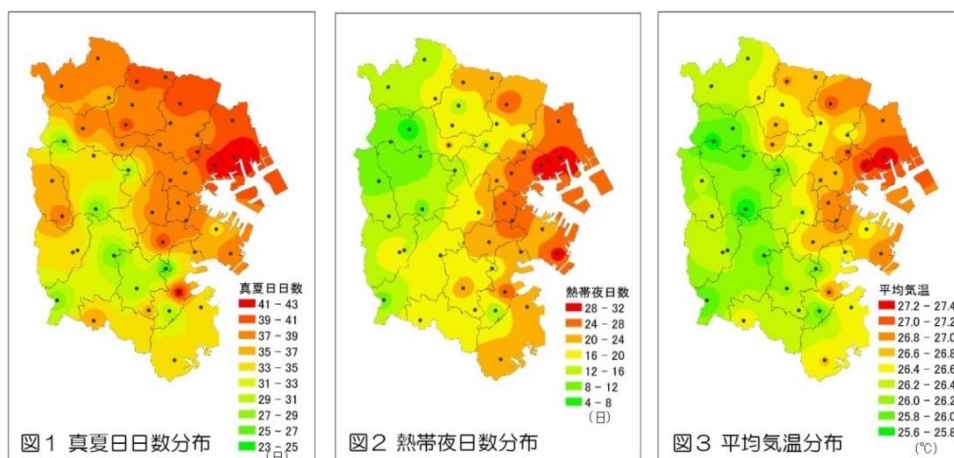 真夏日日数
41 - 43
39 - 41
37 - 39
35 - 37
33 - 35
31 - 33
29 - 31
27 - 29
25 - 27
23 - 25
(日)
図1 真夏日日数分布
熱帯夜日数
28 - 32
24 - 28
20 - 24
16 - 20
12 - 16
8 - 12
4 - 8
(日)
図2 熱帯夜日数分布
平均気温
27.2 - 27.4
27.0 - 27.2
26.8 - 27.0
26.6 - 26.8
26.4 - 26.6
26.2 - 26.4
26.0 - 26.2
25.8 - 26.0
25.6 - 25.8
(℃)
図3 平均気温分布